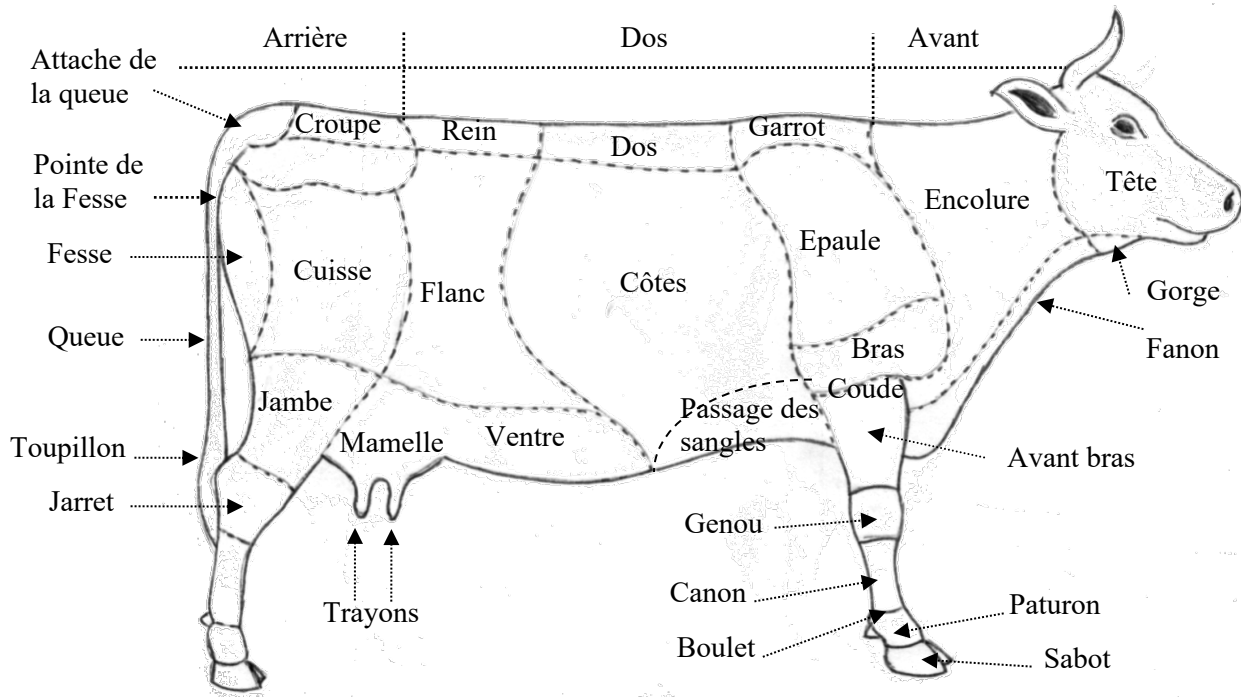 Arrière
Dos
Avant
Attache de
la queue
Croupe
Rein
Dos
Garrot
Pointe de
la Fesse
Encolure
Tête
Fesse
Cuisse
Flanc
Côtes
Epaule
Gorge
Queue
Bras
Fanon
Jambe
Coude
Passage des
sangles
Mamelle
Ventre
Toupillon
Avant bras
Jarret
Genou
Canon
Trayons
Paturon
Boulet
Sabot